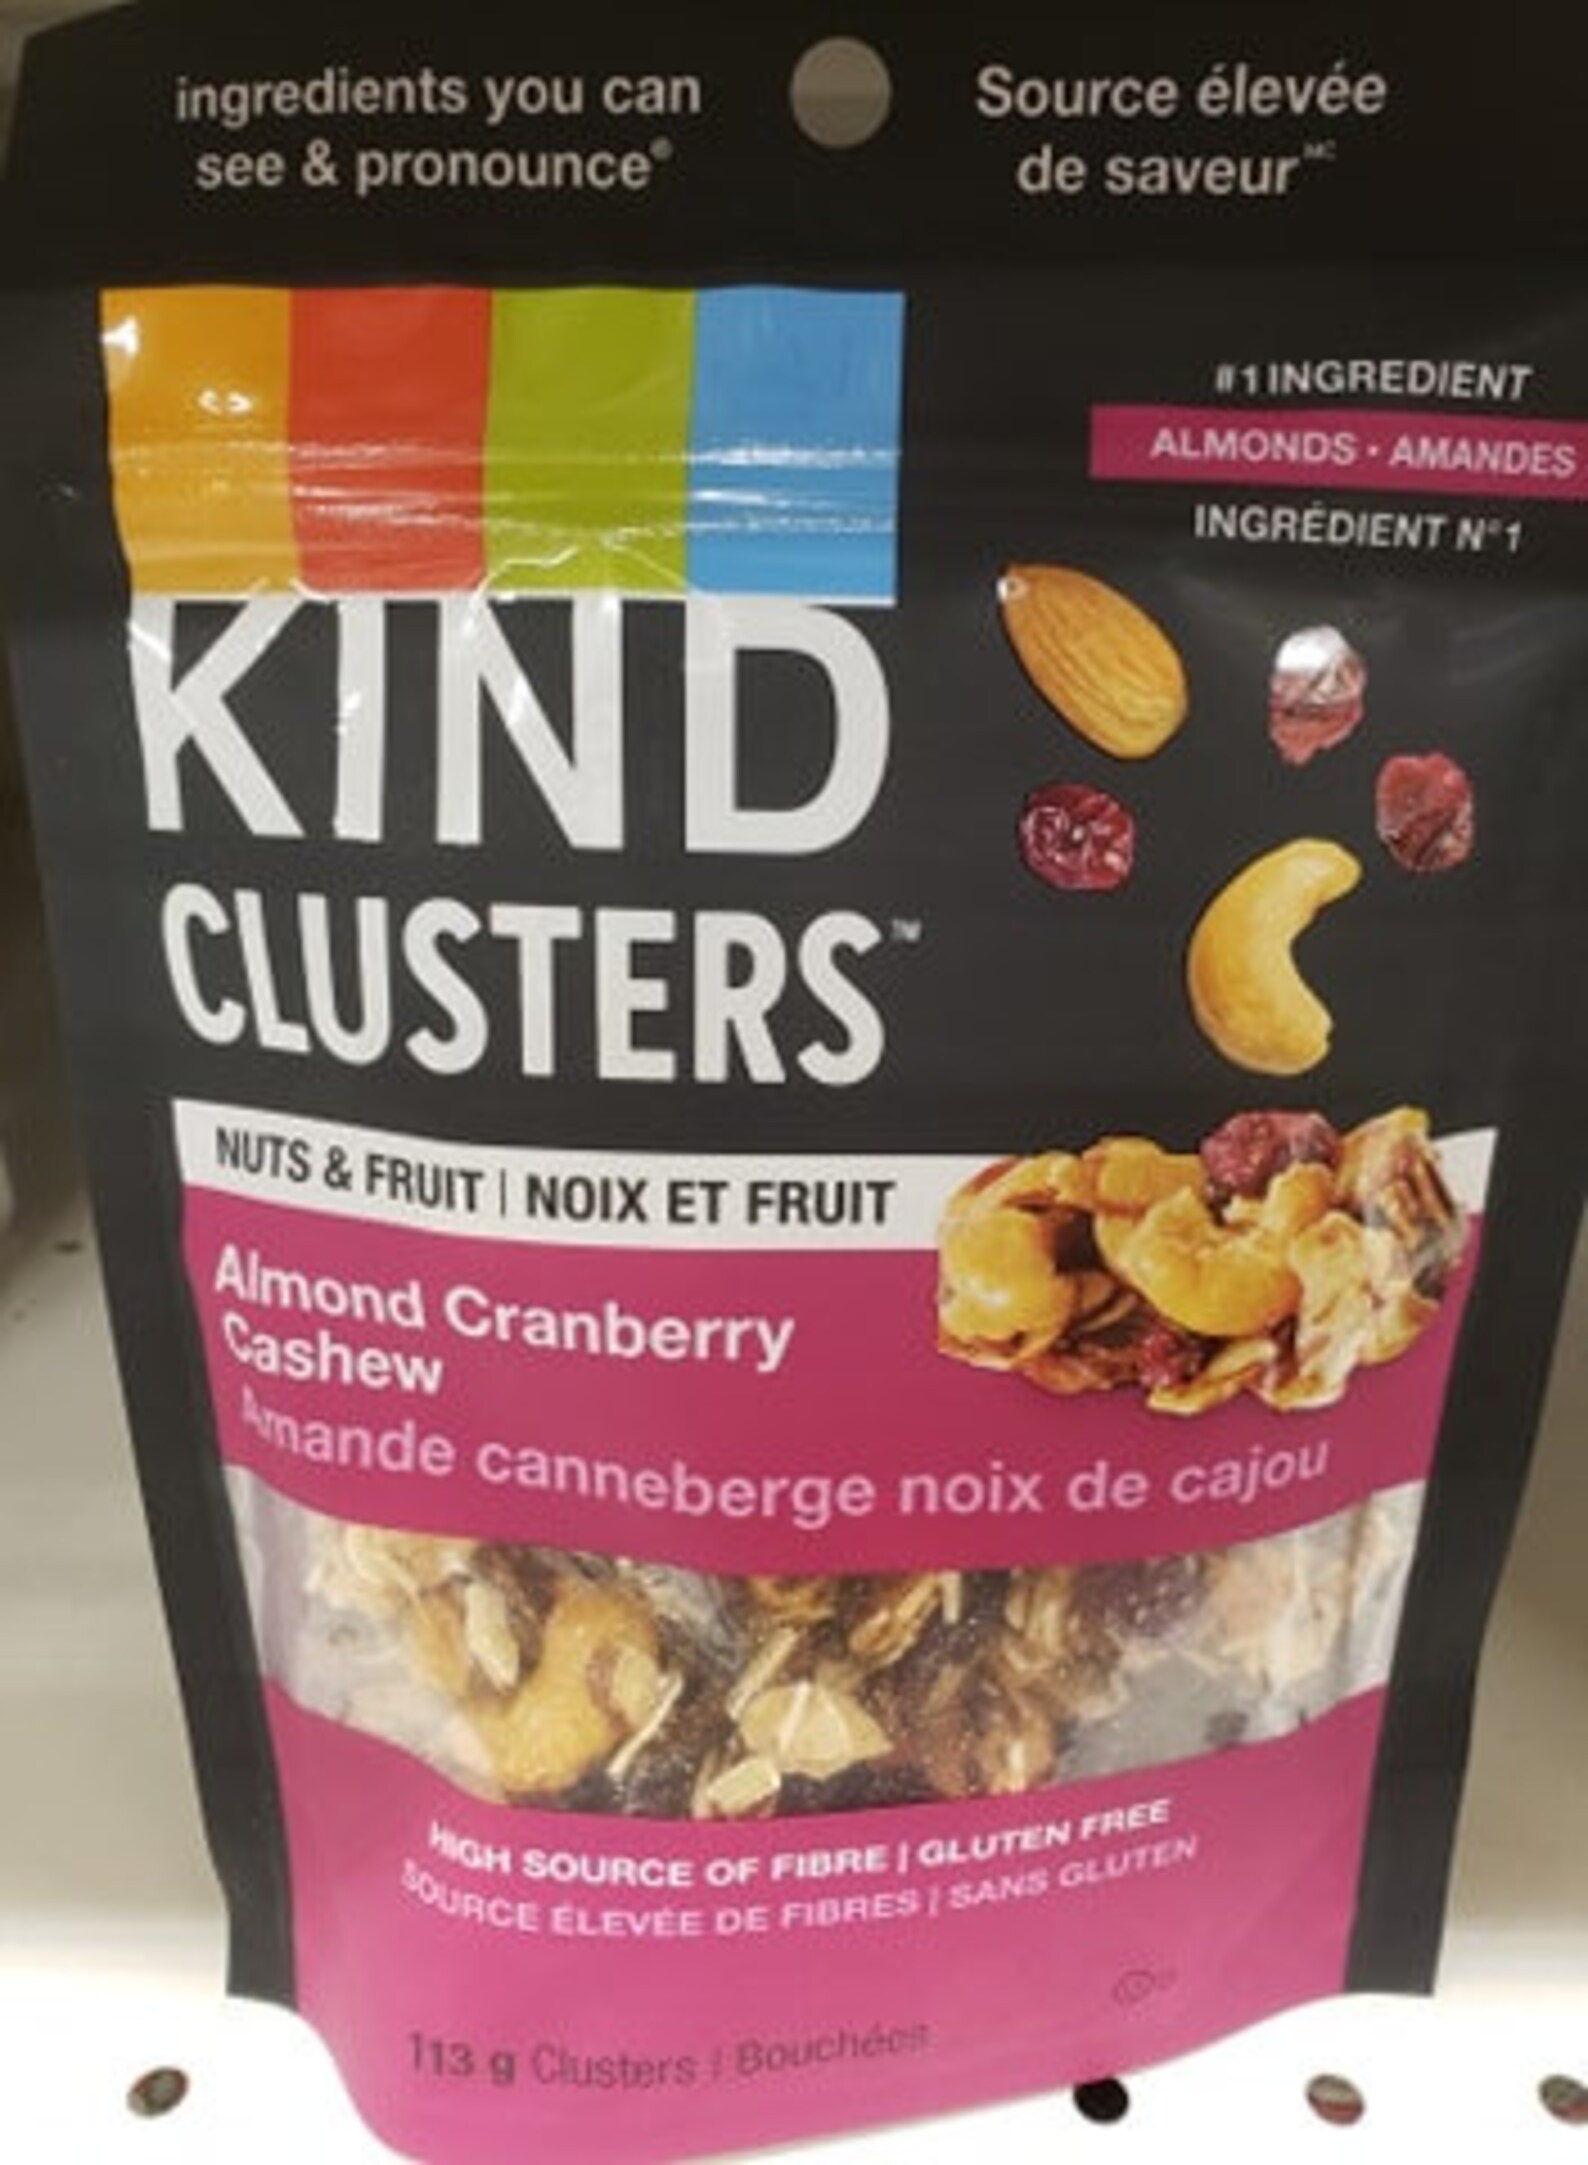 ingredients you can
see & pronounce®
Source élevée
de saveur MC
#1 INGREDIENT
ALMONDS • AMANDES
INGRÉDIENT N° 1
KIND
CLUSTERS™
NUTS & FRUIT | NOIX ET FRUIT
Almond Cranberry
Cashew
Amande canneberge noix de cajou
HIGH SOURCE OF FIBRE | GLUTEN FREE
SOURCE ÉLEVÉE DE FIBRES | SANS GLUTEN
113 g Clusters | Bouchées